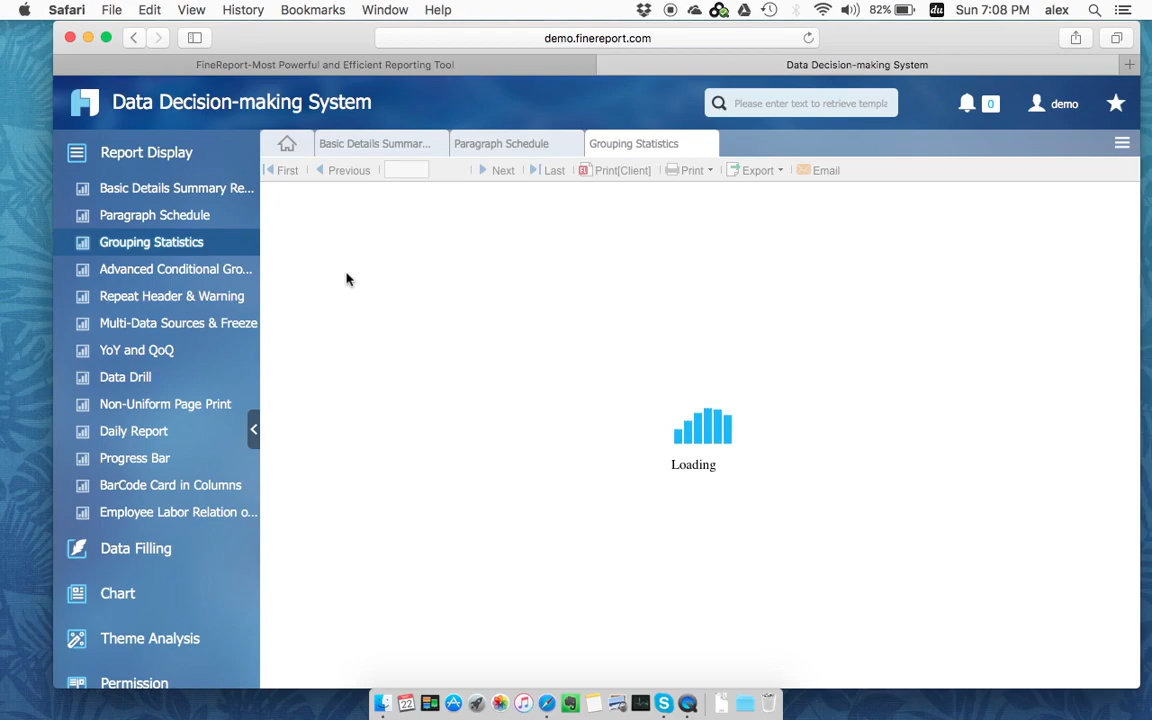 Safari File Edit View History Bookmarks Window Help 82% du Sun 7:08 PM alex
demo.finereport.com
FineReport-Most Powerful and Efficient Reporting Tool Data Decision-making System
Data Decision-making System Please enter text to retrieve templa 0 demo
Report Display Basic Details Summar... Paragraph Schedule Grouping Statistics
First Previous Next Last Print[Client] Print Export Email
Basic Details Summary Re...
Paragraph Schedule
Grouping Statistics
Advanced Conditional Gro...
Repeat Header & Warning
Multi-Data Sources & Freeze
YoY and QoQ
Data Drill
Non-Uniform Page Print
Daily Report
Progress Bar
Loading
BarCode Card in Columns
Employee Labor Relation o...
Data Filling
Chart
Theme Analysis
Permission
22